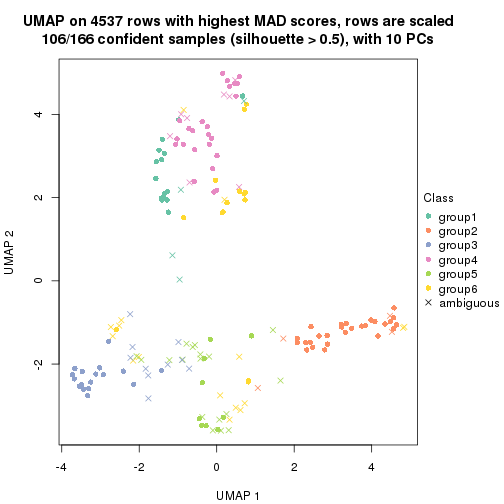 UMAP on 4537 rows with highest MAD scores, rows are scaled
106/166 confident samples (silhouette > 0.5), with 10 PCs
4
2
0
-2
UMAP 2
-4
-2
0
2
4
UMAP 1
Class
group1
group2
group3
group4
group5
group6
ambiguous